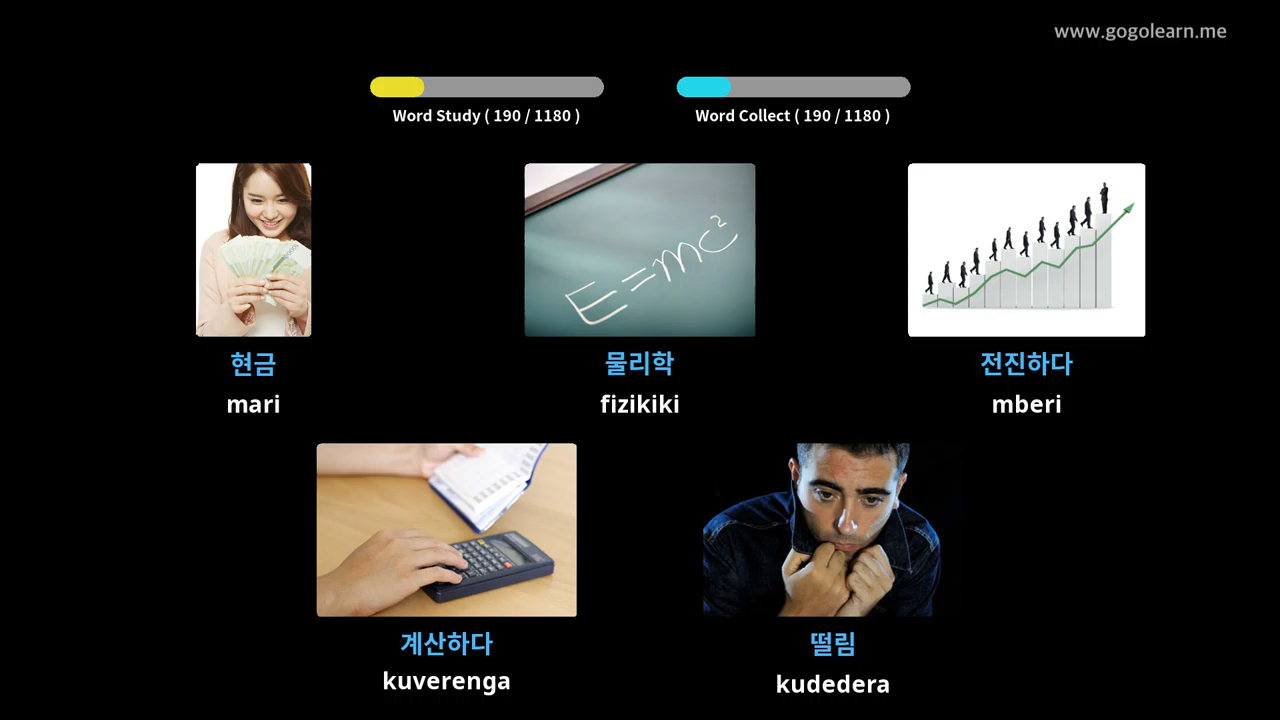 www.gogolearn.me
Word Study ( 190 / 1180 )
Word Collect ( 190 / 1180 )
E=mc²
현금
물리학
전진하다
mari
fizikiki
mberi
계산하다
떨림
kuverenga
kudedera